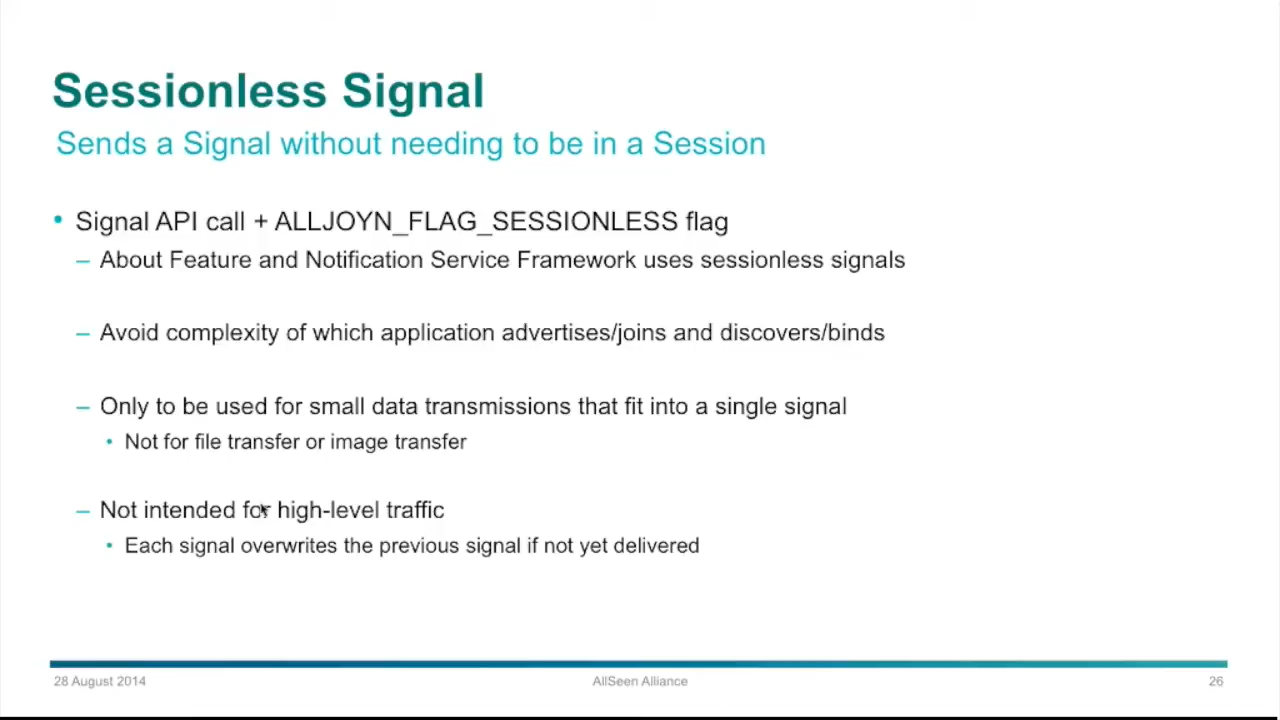 Sessionless Signal
Sends a Signal without needing to be in a Session
• Signal API call + ALLJOYN_FLAG_SESSIONLESS flag
– About Feature and Notification Service Framework uses sessionless signals
– Avoid complexity of which application advertises/joins and discovers/binds
– Only to be used for small data transmissions that fit into a single signal
• Not for file transfer or image transfer
– Not intended for high-level traffic
• Each signal overwrites the previous signal if not yet delivered
28 August 2014
AllSeen Alliance
26